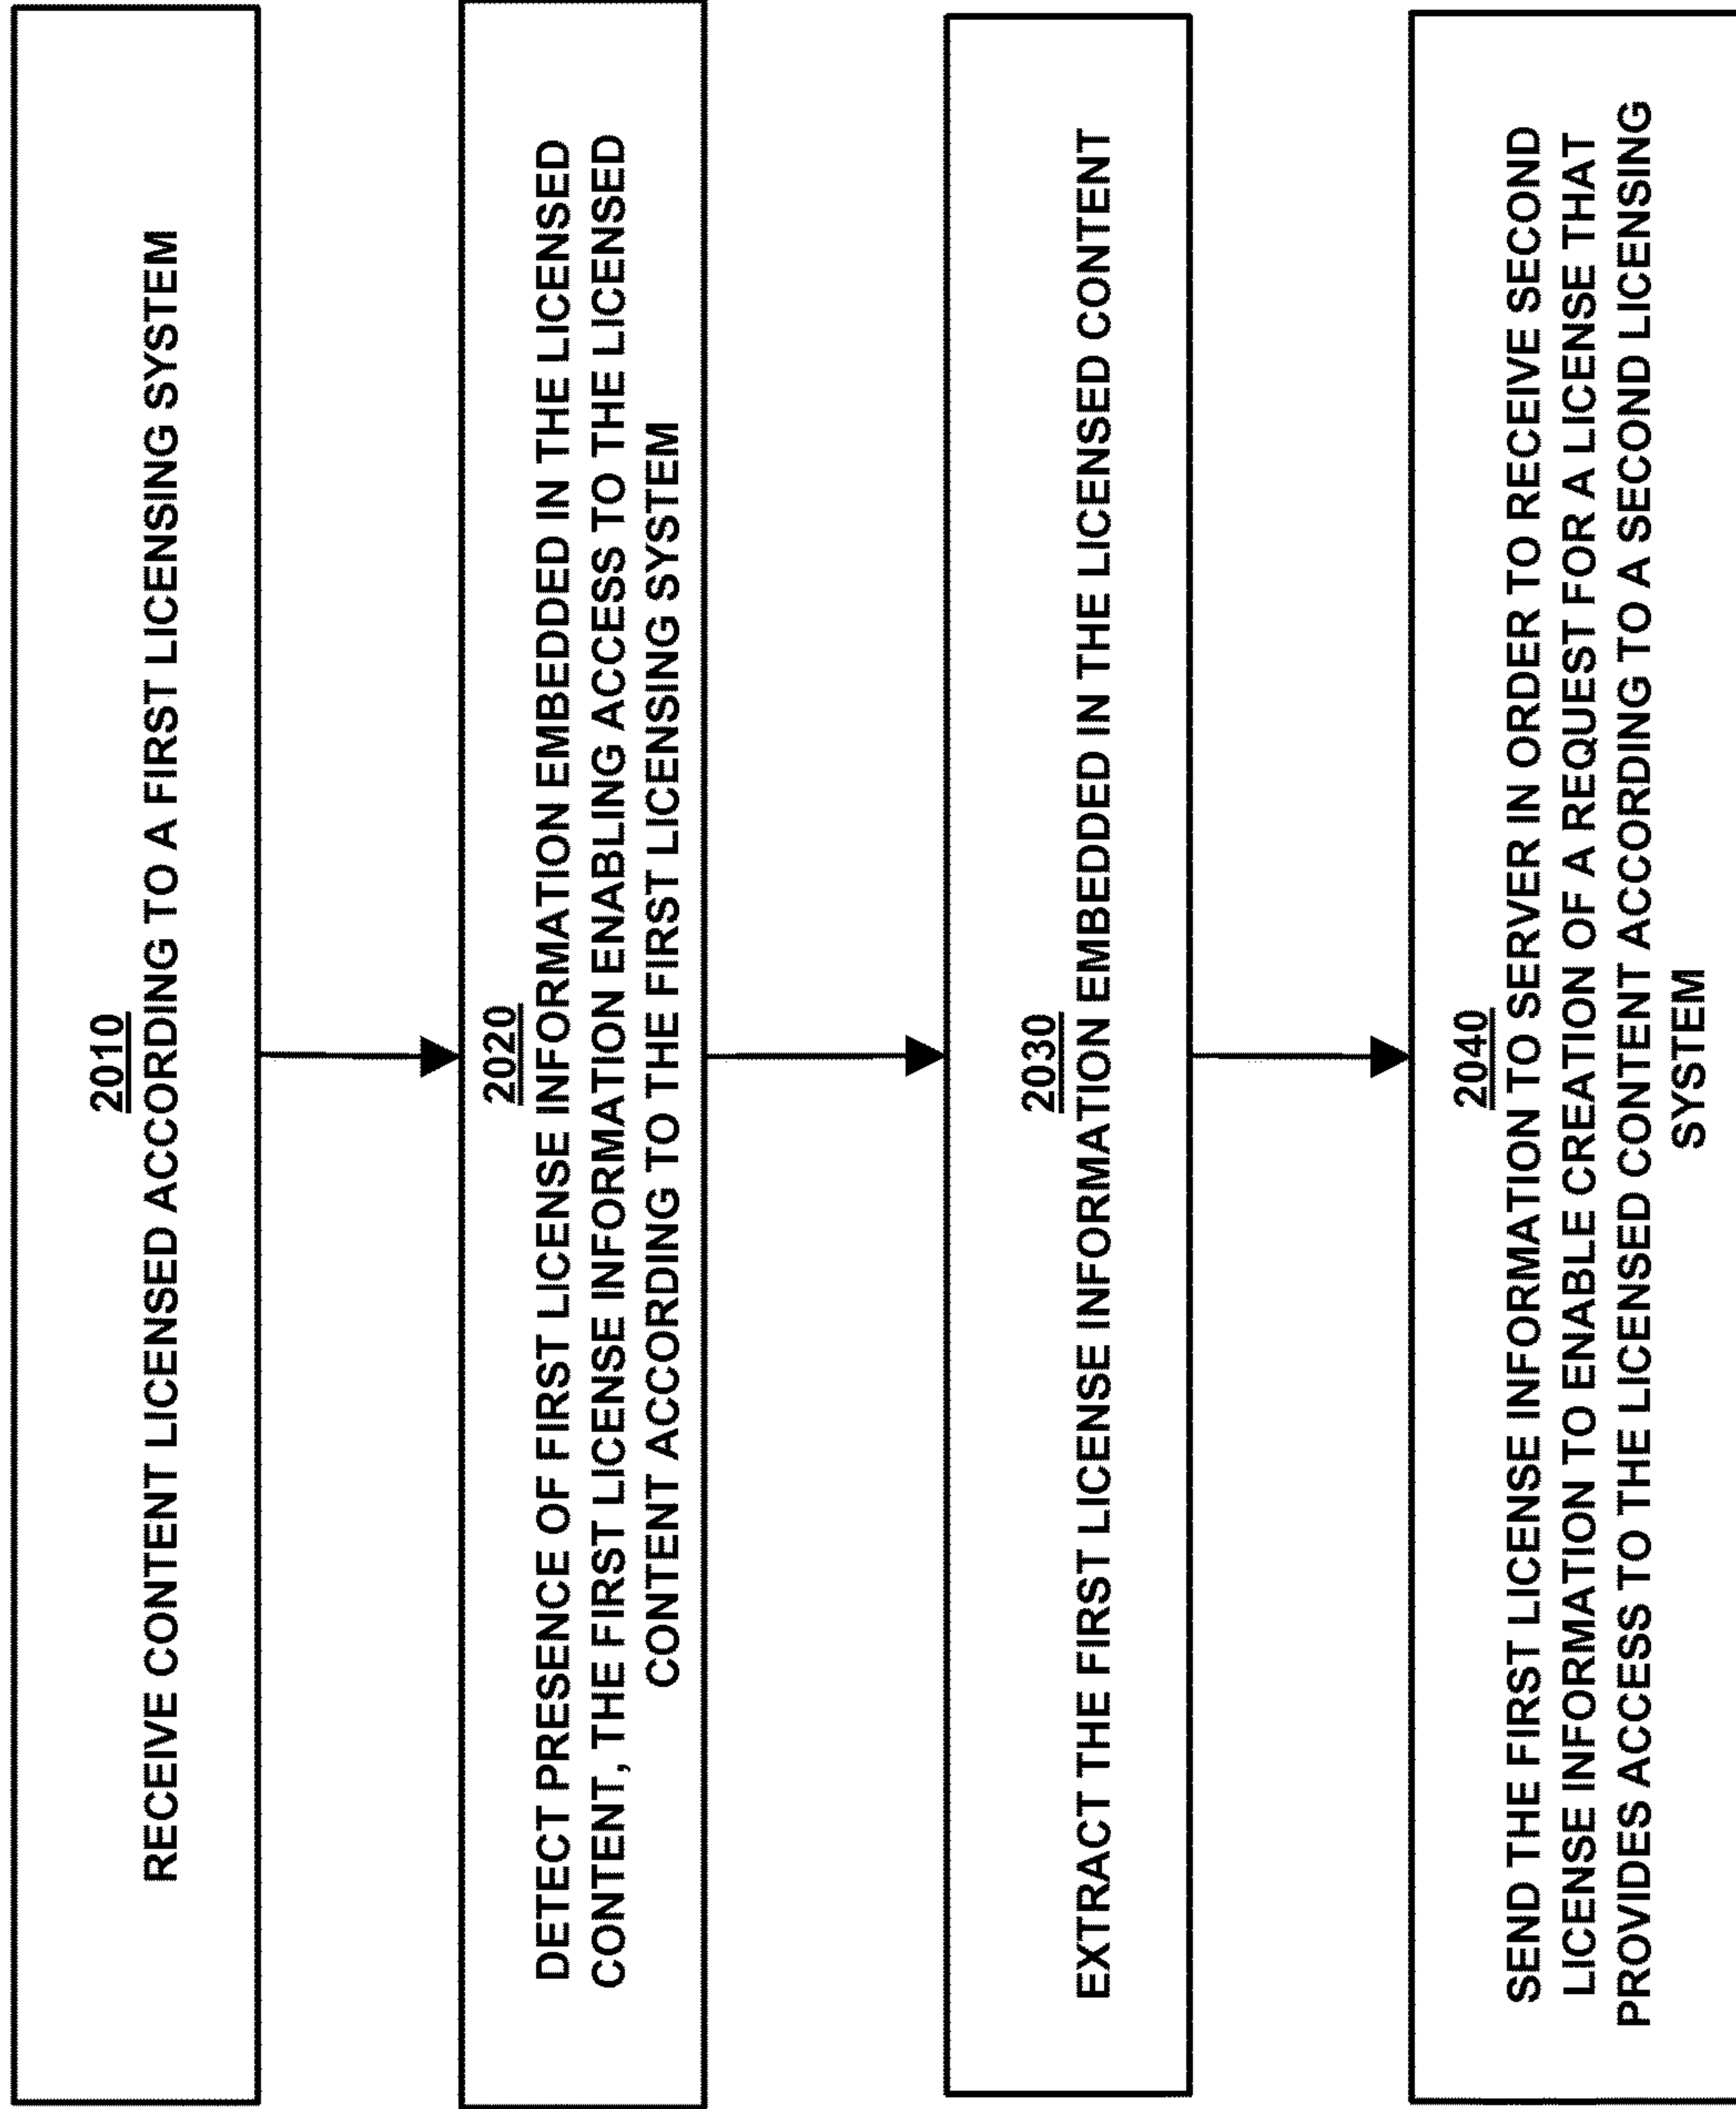 2010
RECEIVE CONTENT LICENSED ACCORDING TO A FIRST LICENSING SYSTEM
2020
DETECT PRESENCE OF FIRST LICENSE INFORMATION EMBEDDED IN THE LICENSED
CONTENT, THE FIRST LICENSE INFORMATION ENABLING ACCESS TO THE LICENSED
CONTENT ACCORDING TO THE FIRST LICENSING SYSTEM
2030
EXTRACT THE FIRST LICENSE INFORMATION EMBEDDED IN THE LICENSED CONTENT
2040
SEND THE FIRST LICENSE INFORMATION TO SERVER IN ORDER TO RECEIVE SECOND
LICENSE INFORMATION TO ENABLE CREATION OF A REQUEST FOR A LICENSE THAT
PROVIDES ACCESS TO THE LICENSED CONTENT ACCORDING TO A SECOND LICENSING
SYSTEM